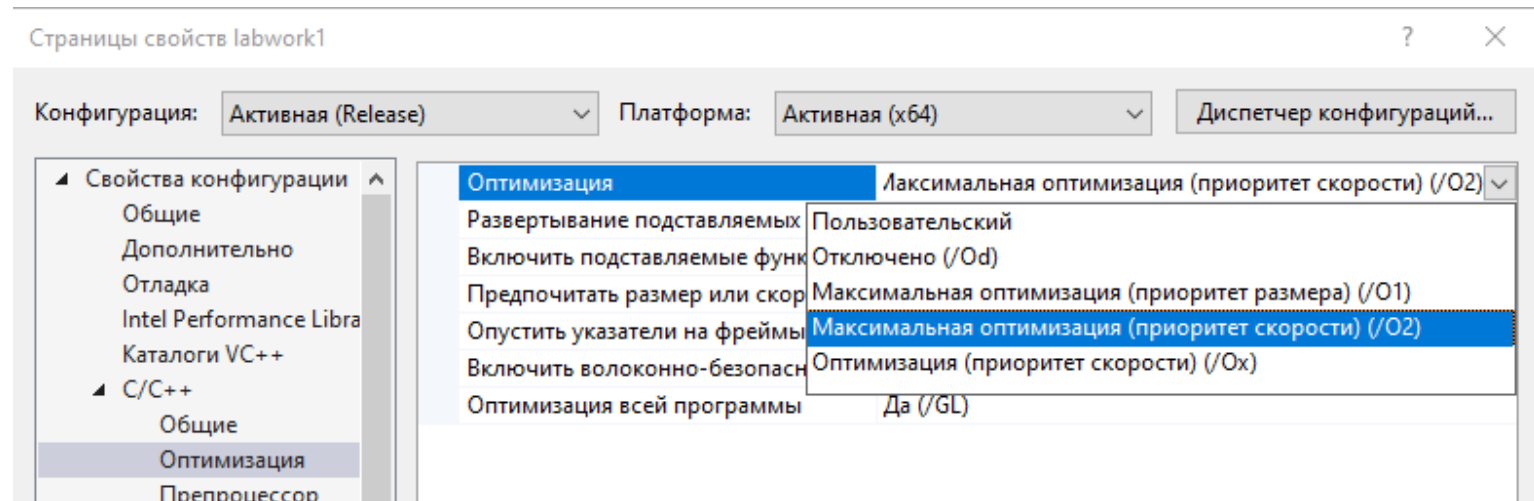 Страницы свойств labwork1 ?
Конфигурация: Активная (Release) Платформа: Активная (x64) Диспетчер конфигураций...
Свойства конфигурации
Общие
Дополнительно
Отладка
Intel Performance Libra
Каталоги VC++
C/C++
Общие
Оптимизация
Препроцессор
Оптимизация Лаксимальная оптимизация (приоритет скорости) (/O2)
Развертывание подставляемых
Включить подставляемые функ
Предпочитать размер или скор
Опустить указатели на фреймы
Включить волоконно-безопасн
Оптимизация всей программы Да (/GL)
Пользовательский
Отключено (/Od)
Максимальная оптимизация (приоритет размера) (/O1)
Максимальная оптимизация (приоритет скорости) (/O2)
Оптимизация (приоритет скорости) (/Ox)